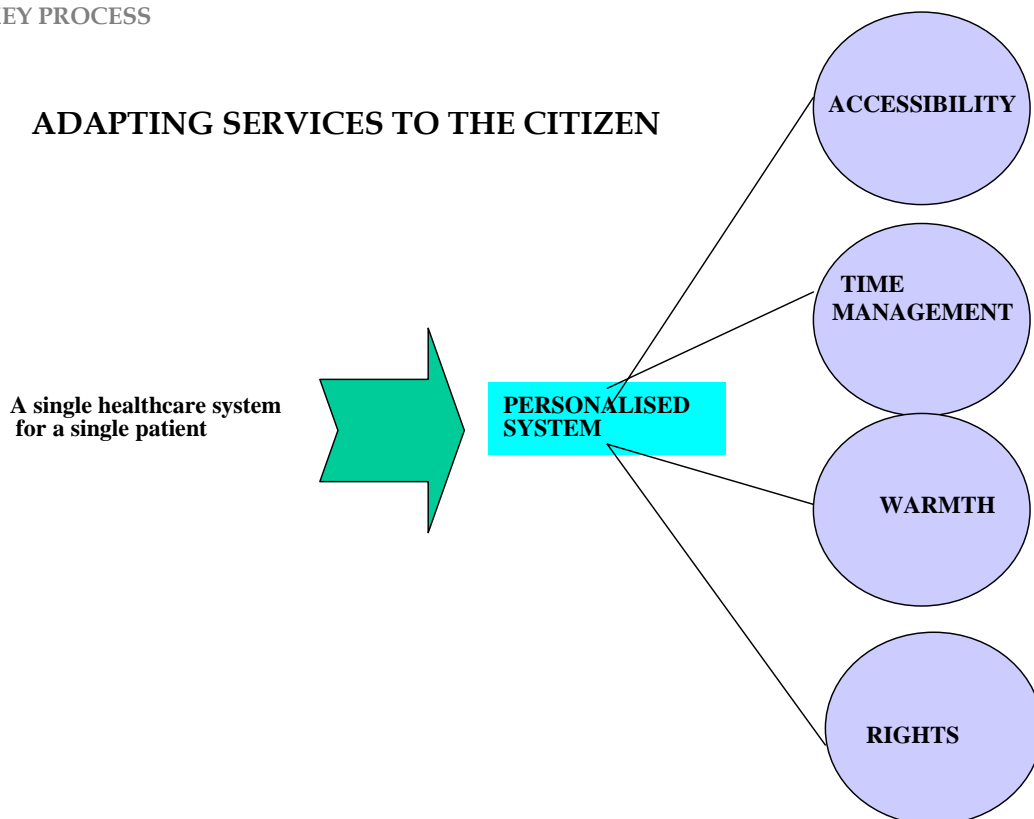 EY PROCESS
ADAPTING SERVICES TO THE CITIZEN
ACCESSIBILITY
TIME
MANAGEMENT
A single healthcare system
for a single patient
PERSONALISED
SYSTEM
WARMTH
RIGHTS